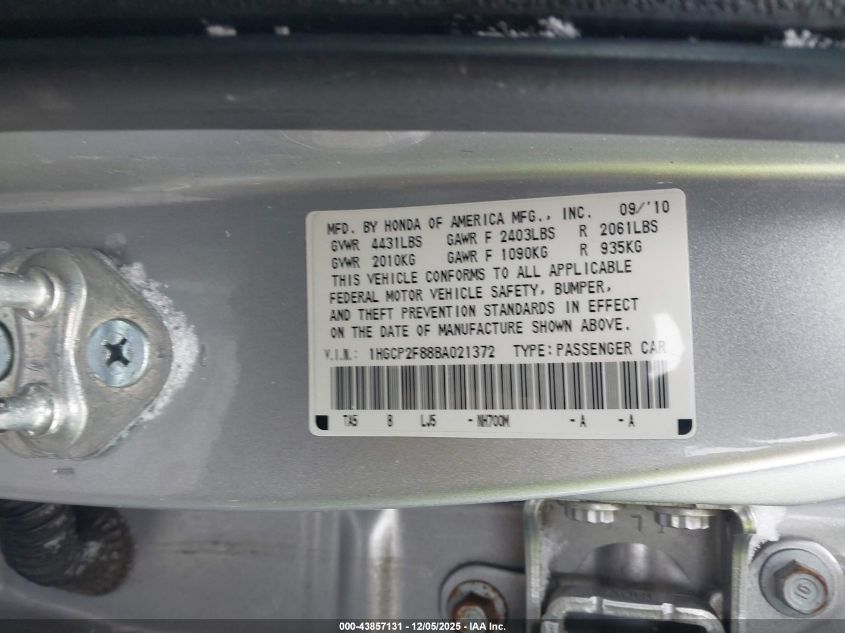 MFD. BY HONDA OF AMERICA MFG., INC. 09/'10
GVWR 4431LBS GAWR F 2403LBS R 2061LBS
GVWR 2010KG GAWR F 1090KG R 935KG
THIS VEHICLE CONFORMS TO ALL APPLICABLE
FEDERAL MOTOR VEHICLE SAFETY, BUMPER,
AND THEFT PREVENTION STANDARDS IN EFFECT
ON THE DATE OF MANUFACTURE SHOWN ABOVE.
V.I.N.: 1HGCP2F88BA021372 TYPE:PASSENGER CAR
TA5 B LJ5 -NH700M -A -A
10
000-43857131 - 12/05/2025 - IAA Inc.